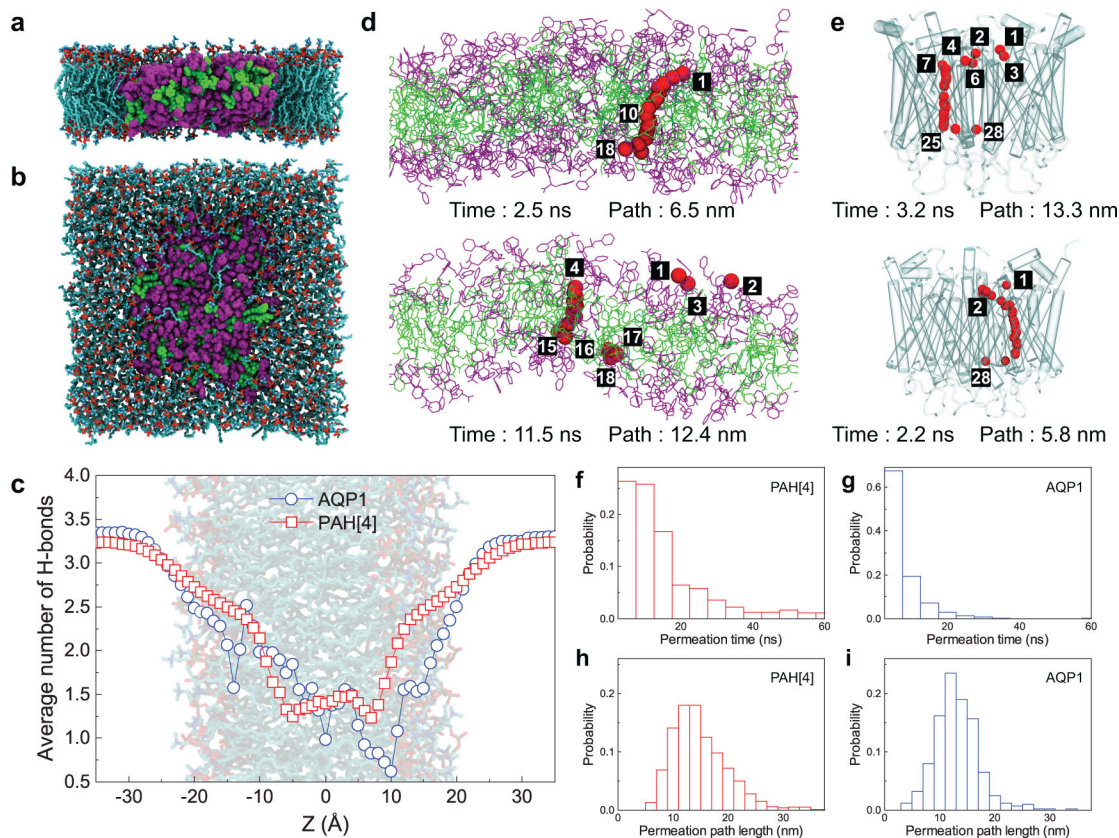 a
b
d
1
10
18
Time : 2.5 ns Path : 6.5 nm
4
1
2
3
15
16
17
18
Time : 11.5 ns Path : 12.4 nm
e
2
1
4
7
6
3
25
28
Time : 3.2 ns Path : 13.3 nm
1
2
28
Time : 2.2 ns Path : 5.8 nm
c
AQP1
PAH[4]
Average number of H-bonds
4.0
3.5
3.0
2.5
2.0
1.5
1.0
0.5
-30 -20 -10 0 10 20 30
Z (Å)
f
PAH[4]
Probability
0.3
0.2
0.1
0.0
20 40 60
Permeation time (ns)
g
AQP1
Probability
0.6
0.4
0.2
0.0
20 40 60
Permeation time (ns)
h
PAH[4]
Probability
0.2
0.1
0.0
0 10 20 30
Permeation path length (nm)
i
AQP1
Probability
0.2
0.1
0.0
0 10 20 30
Permeation path length (nm)